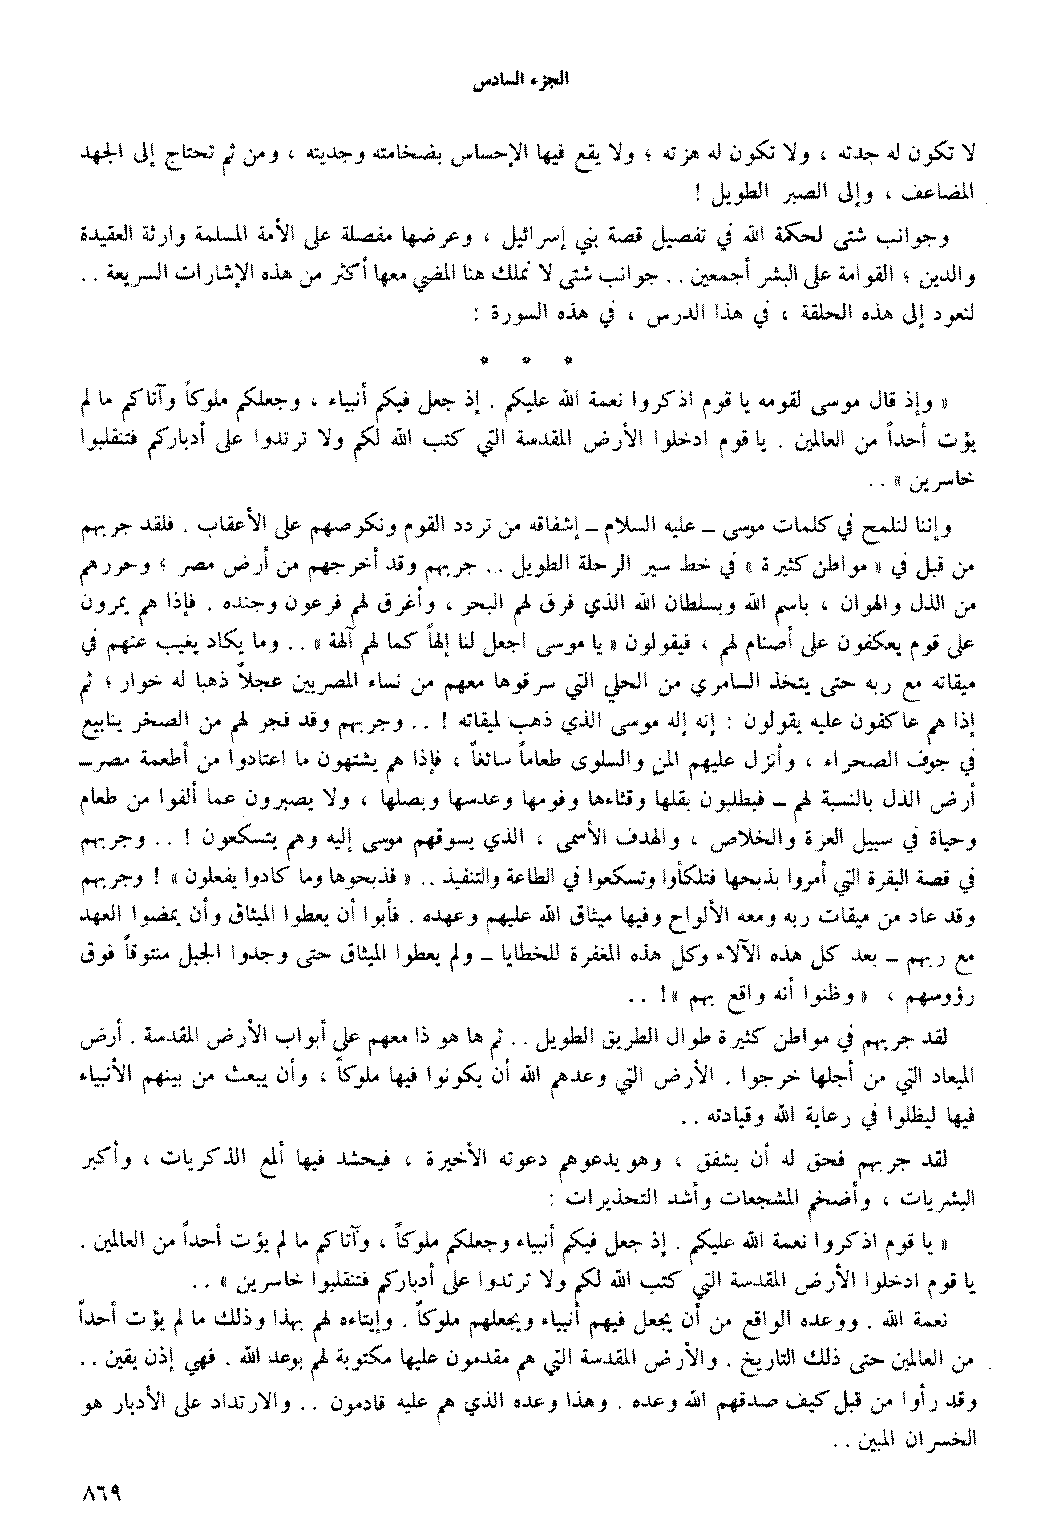 الجزء السادس
لا تكون له جدته ، ولا تكون له هزته ؛ ولا يقع فيها الإحساس بضخامته وجديته ، ومن ثم تحتاج إلى الجهد
المضاعف ، وإلى الصبر الطويل !
وجوانب شتى لحكمة الله في تفصيل قصة بني إسرائيل ، وعرضها مفصلة على الأمة المسلمة وارثة العقيدة
والدين ؛ القوامة على البشر أجمعين .. جوانب شتى لا نملك هنا المضي معها أكثر من هذه الإشارات السريعة ..
لنعود إلى هذه الحلقة ، في هذا الدرس ، في هذه السورة :
* * *
« وإذ قال موسى لقومه يا قوم اذكروا نعمة الله عليكم . إذ جعل فيكم أنبياء ، وجعلكم ملوكاً وآتاكم ما لم
يؤت أحداً من العالمين . يا قوم ادخلوا الأرض المقدسة التي كتب الله لكم ولا ترتدوا على أدباركم فتنقلبوا
خاسرين » ..
وإننا لنلمح في كلمات موسى – عليه السلام – إشفاقه من تردد القوم ونكوصهم على الأعقاب . فلقد جربهم
من قبل في « مواطن كثيرة » في خط سير الرحلة الطويل .. جربهم وقد أخرجهم من أرض مصر ؛ وحررهم
من الذل والهوان ، باسم الله وبسلطان الله الذي فرق لهم البحر ، وأغرق لهم فرعون وجنده . فإذا هم يمرون
على قوم يعكفون على أصنام لهم ، فيقولون « يا موسى اجعل لنا إلهاً كما لهم آلهة » .. وما يكاد يغيب عنهم في
ميقاته مع ربه حتى يتخذ السامري من الحلي التي سرقوها معهم من نساء المصريين عجلاً ذهبا له خوار ؛ ثم
إذا هم عاكفون عليه يقولون : إنه إله موسى الذي ذهب لميقاته ! .. وجربهم وقد فجر لهم من الصخر ينابيع
في جوف الصحراء ، وأنزل عليهم المن والسلوى طعاماً سائغاً ، فإذا هم يشتهون ما اعتادوا من أطعمة مصر –
أرض الذل بالنسبة لهم – فيطلبون بقلها وقثاءها وفومها وعدسها وبصلها ، ولا يصبرون عما ألفوا من طعام
وحياة في سبيل العزة والخلاص ، والهدف الأسمى ، الذي يسوقهم موسى إليه وهم يتسكعون ! .. وجربهم
في قصة البقرة التي أمروا بذبحها فتلكأوا وتسكعوا في الطاعة والتنفيذ .. « فذبحوها وما كادوا يفعلون » ! وجربهم
وقد عاد من ميقات ربه ومعه الألواح وفيها ميثاق الله عليهم وعهده . فأبوا أن يعطوا الميثاق وأن يمضوا العهد
مع ربهم – بعد كل هذه الآلاء وكل هذه المغفرة للخطايا – ولم يعطوا الميثاق حتى وجدوا الجبل منتوقاً فوق
رؤوسهم ، « وظنوا أنه واقع بهم »! ..
لقد جربهم في مواطن كثيرة طوال الطريق الطويل .. ثم ها هو ذا معهم على أبواب الأرض المقدسة . أرض
الميعاد التي من أجلها خرجوا . الأرض التي وعدهم الله أن يكونوا فيها ملوكاً ، وأن يبعث من بينهم الأنبياء
فيها ليظلوا في رعاية الله وقيادته ..
لقد جربهم فحق له أن يشفق ، وهو يدعوهم دعوته الأخيرة ، فيحشد فيها ألمع الذكريات ، وأكبر
البشريات ، وأضخم المشجعات وأشد التحذيرات :
« يا قوم اذكروا نعمة الله عليكم . إذ جعل فيكم أنبياء وجعلكم ملوكاً ، وآتاكم ما لم يؤت أحداً من العالمين .
يا قوم ادخلوا الأرض المقدسة التي كتب الله لكم ولا ترتدوا على أدباركم فتنقلبوا خاسرين » ..
نعمة الله . ووعده الواقع من أن يجعل فيهم أنبياء ويجعلهم ملوكاً . وإيتاءه لهم بهذا وذلك ما لم يؤت أحداً
من العالمين حتى ذلك التاريخ . والأرض المقدسة التي هم مقدمون عليها مكتوبة لهم بوعد الله . فهي إذن يقين ..
وقد رأوا من قبل كيف صدقهم الله وعده . وهذا وعده الذي هم عليه قادمون .. والارتداد على الأدبار هو
الخسران المبين ..
٨٦٩